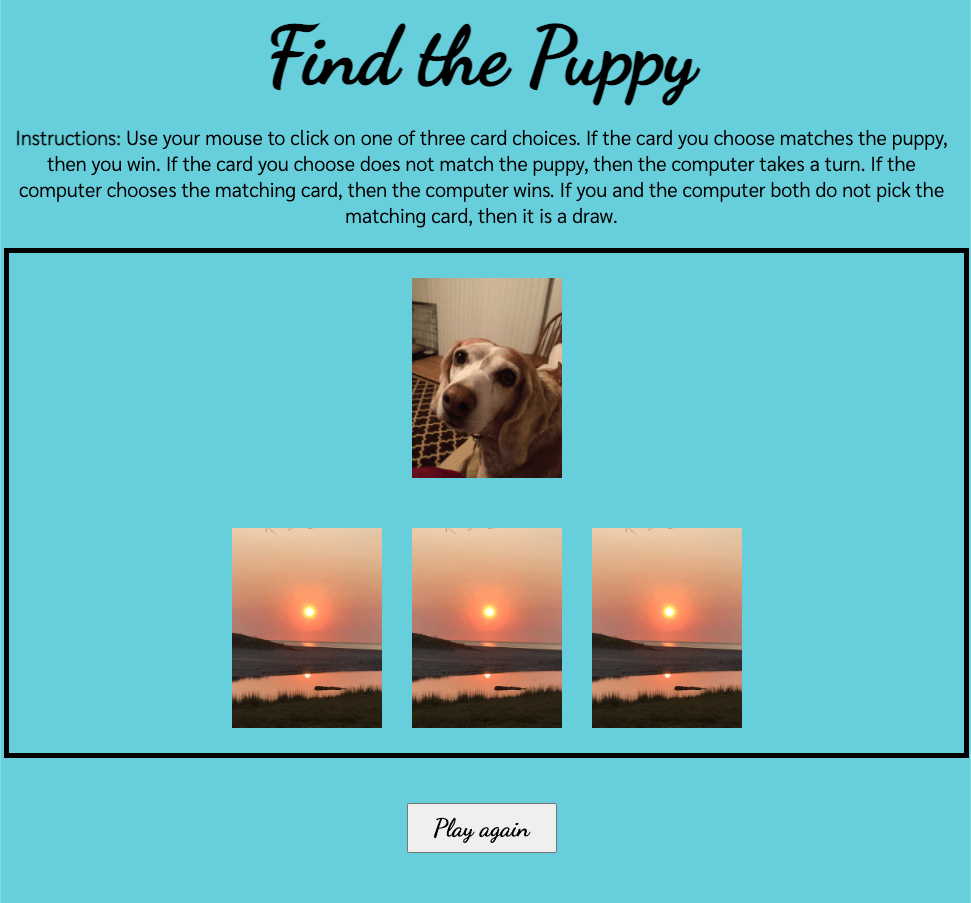 Find the Puppy
Instructions: Use your mouse to click on one of three card choices. If the card you choose matches the puppy,
then you win. If the card you choose does not match the puppy, then the computer takes a turn. If the
computer chooses the matching card, then the computer wins. If you and the computer both do not pick the
matching card, then it is a draw.
Play again